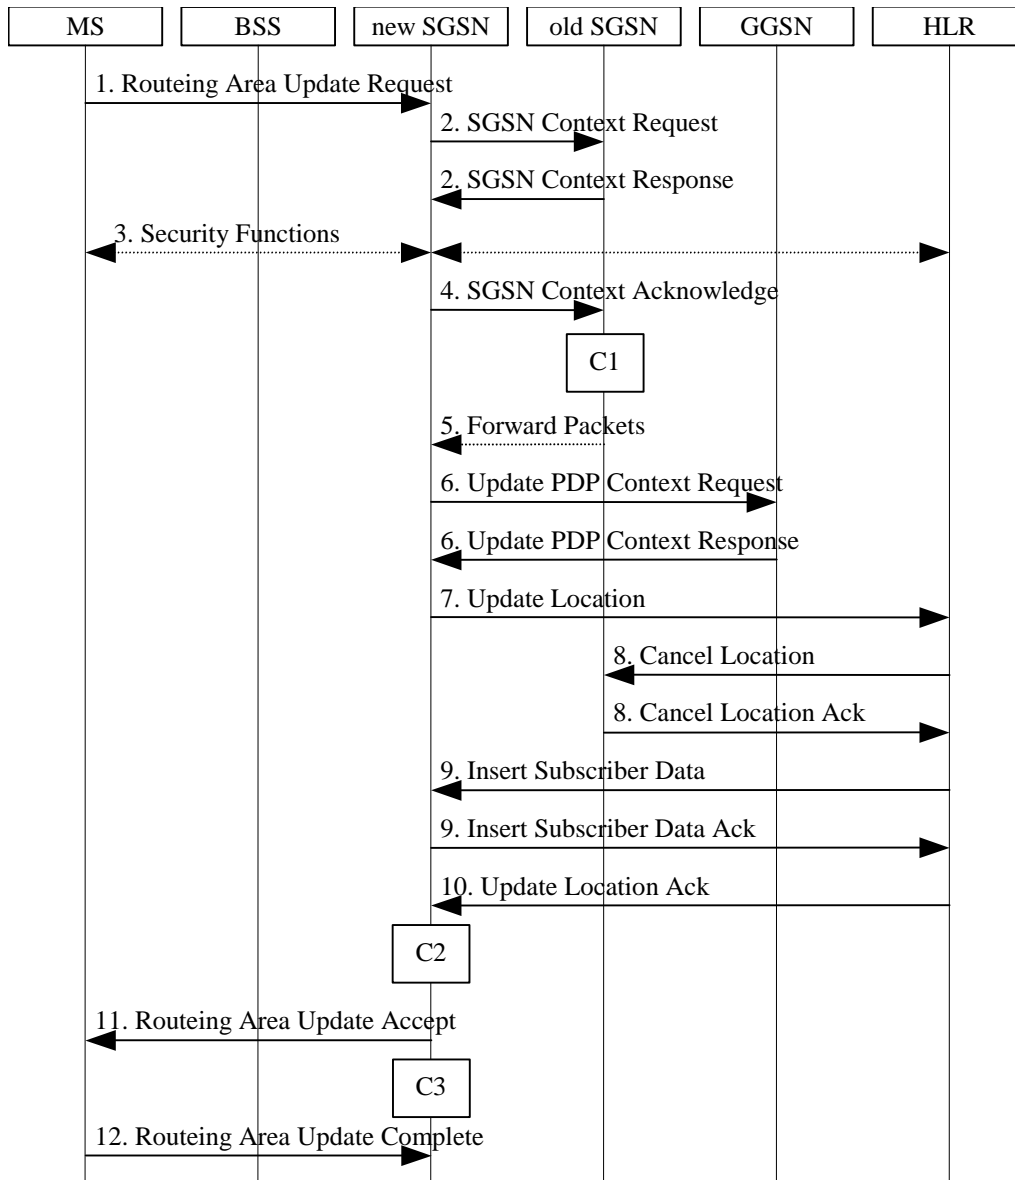 MS
BSS
new SGSN
old SGSN
GGSN
HLR
1. Routeing Area Update Request
2. SGSN Context Request
2. SGSN Context Response
3. Security Functions
4. SGSN Context Acknowledge
C1
5. Forward Packets
6. Update PDP Context Request
6. Update PDP Context Response
7. Update Location
8. Cancel Location
8. Cancel Location Ack
9. Insert Subscriber Data
9. Insert Subscriber Data Ack
10. Update Location Ack
C2
11. Routeing Area Update Accept
C3
12. Routeing Area Update Complete